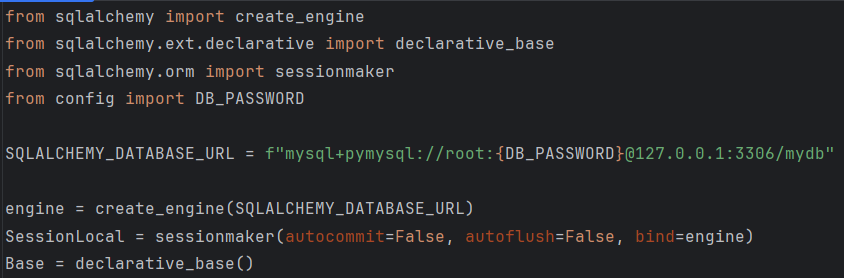 from sqlalchemy import create_engine
from sqlalchemy.ext.declarative import declarative_base
from sqlalchemy.orm import sessionmaker
from config import DB_PASSWORD
SQLALCHEMY_DATABASE_URL = f"mysql+pymysql://root:{DB_PASSWORD}@127.0.0.1:3306/mydb"
engine = create_engine(SQLALCHEMY_DATABASE_URL)
SessionLocal = sessionmaker(autocommit=False, autoflush=False, bind=engine)
Base = declarative_base()